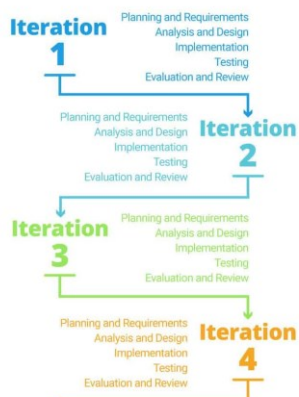 Iteration
1
Planning and Requirements
Analysis and Design
Implementation
Testing
Evaluation and Review
Planning and Requirements
Analysis and Design
Implementation
Testing
Evaluation and Review
Iteration
2
Iteration
3
Planning and Requirements
Analysis and Design
Implementation
Testing
Evaluation and Review
Planning and Requirements
Analysis and Design
Implementation
Testing
Evaluation and Review
Iteration
4